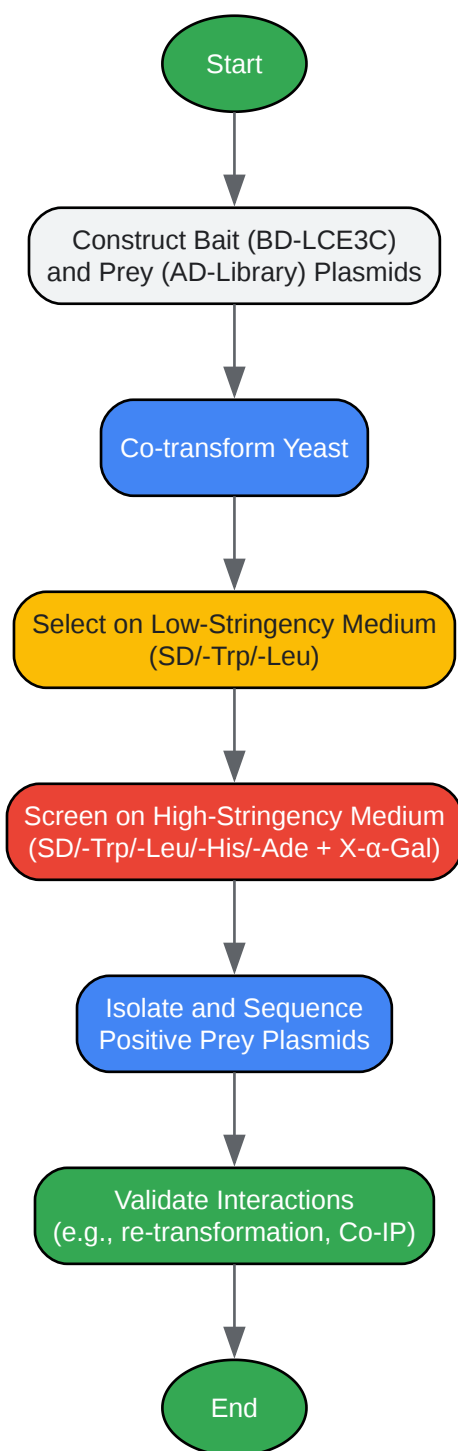 Start
Construct Bait (BD-LCE3C)
and Prey (AD-Library) Plasmids
Co-transform Yeast
Select on Low-Stringency Medium
(SD/-Trp/-Leu)
Screen on High-Stringency Medium
(SD/-Trp/-Leu/-His/-Ade + X-α-Gal)
Isolate and Sequence
Positive Prey Plasmids
Validate Interactions
(e.g., re-transformation, Co-IP)
End